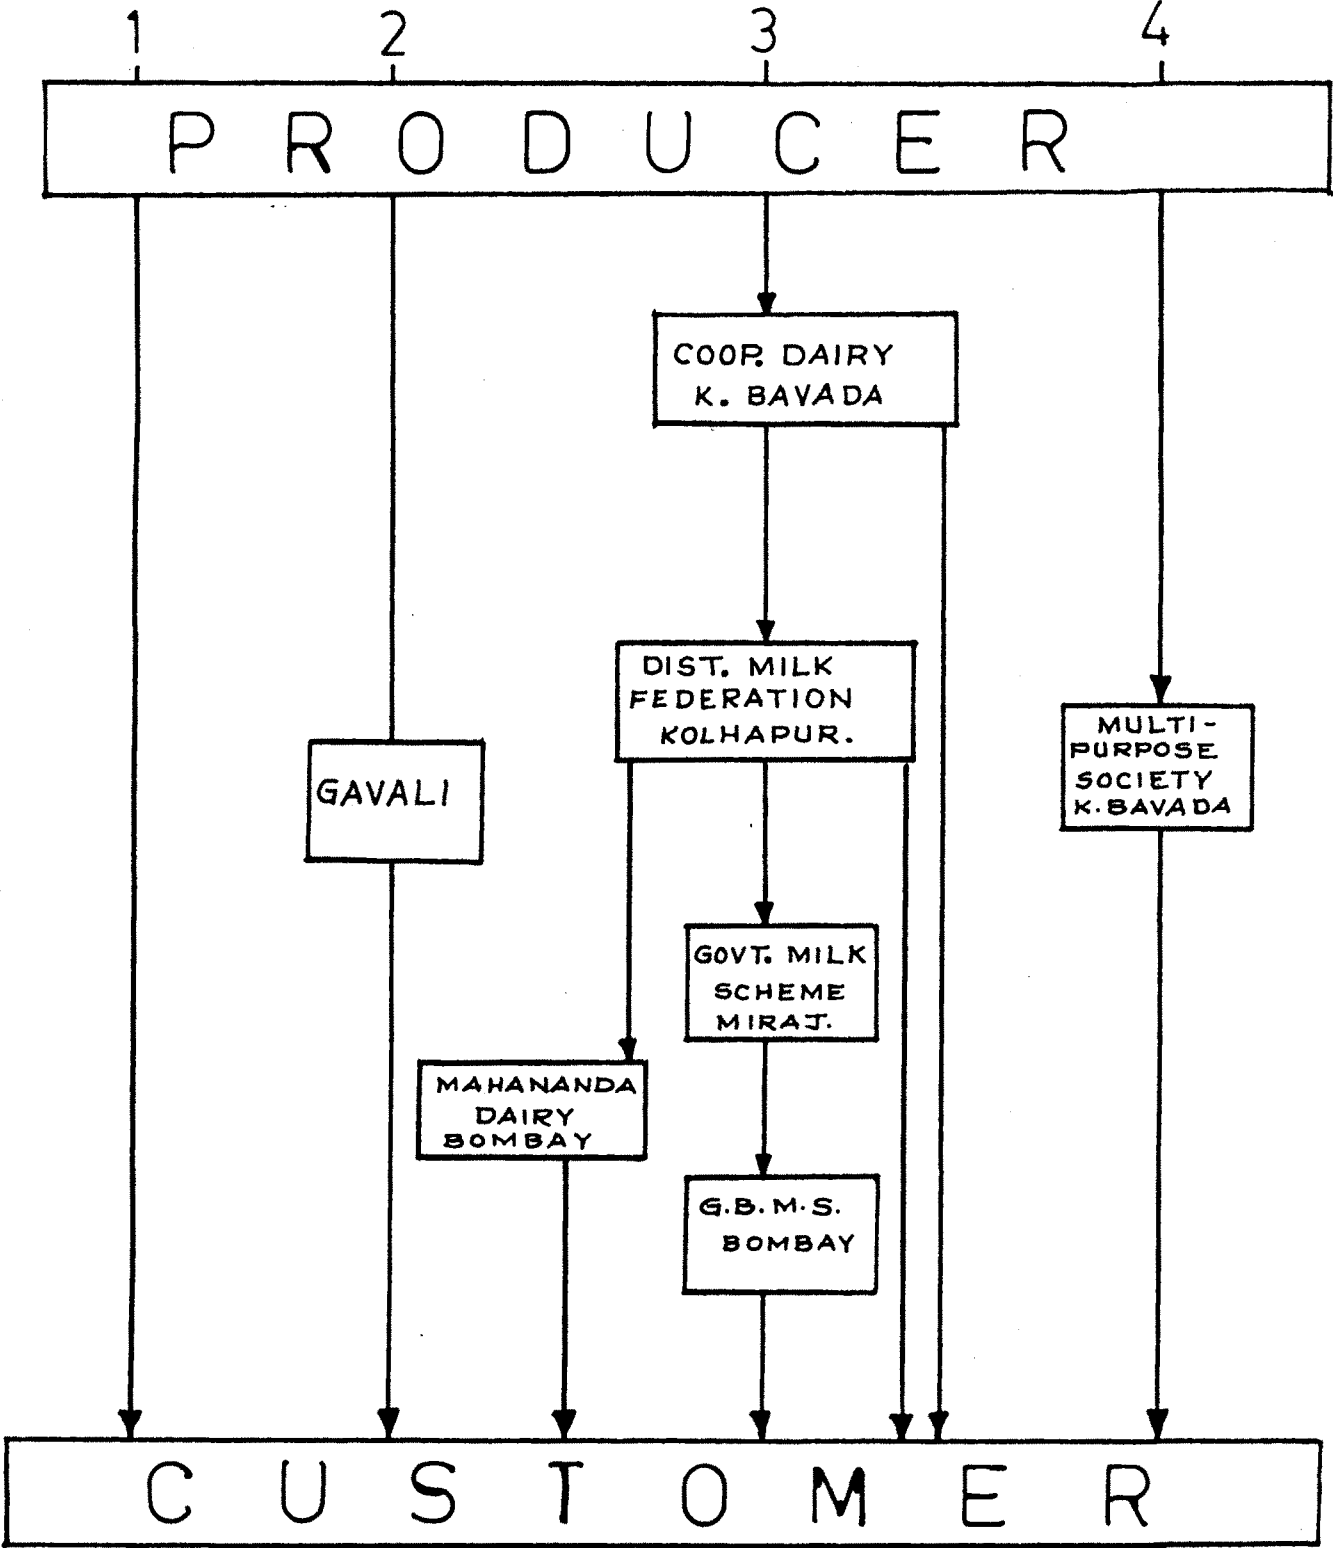 1 2 3 4
PRODUCER
COOP. DAIRY
K. BAVADA
DIST. MILK
FEDERATION
KOLHAPUR.
MULTI-
PURPOSE
SOCIETY
K. BAVADA
GAVALI
GOVT. MILK
SCHEME
MIRAJ.
MAHANANDA
DAIRY
BOMBAY
G.B.M.S.
BOMBAY
CUSTOMER